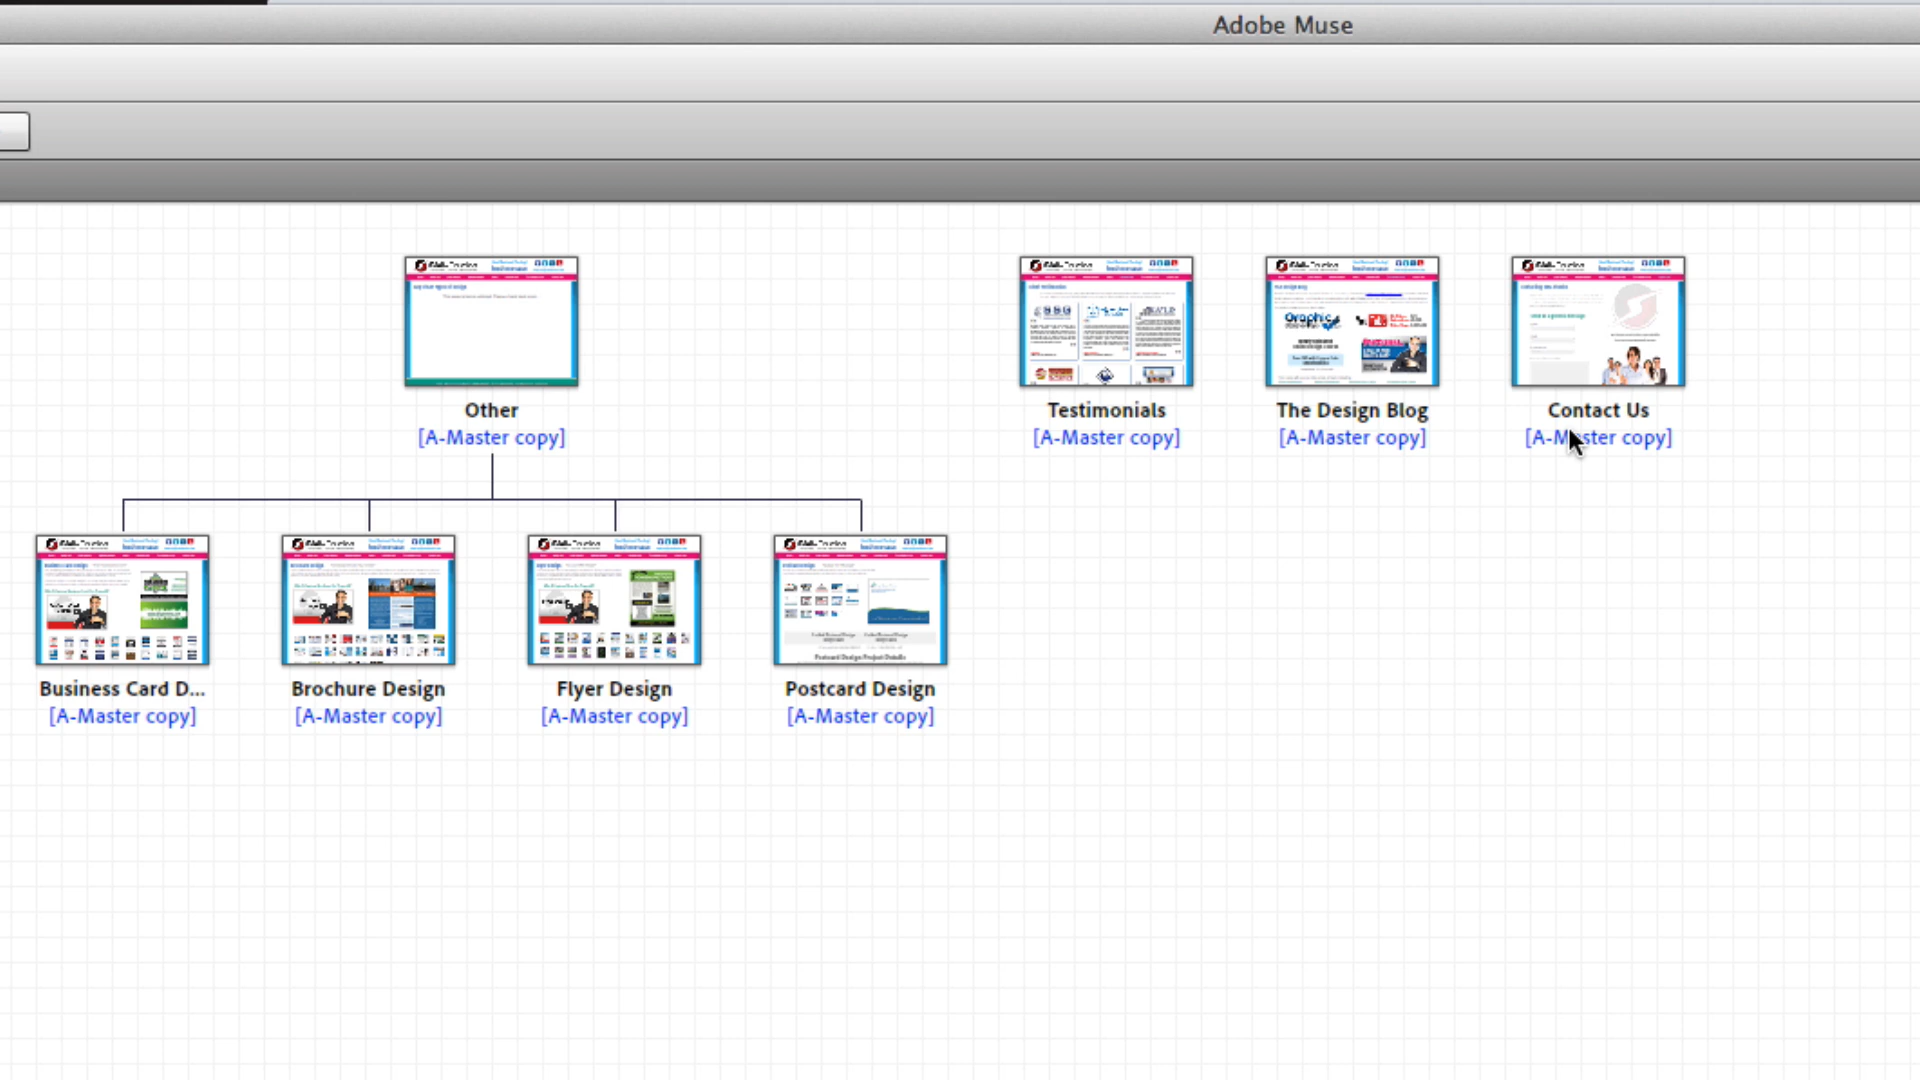 Adobe Muse
Other
[A-Master copy]
Testimonials
[A-Master copy]
The Design Blog
[A-Master copy]
Contact Us
[A-Master copy]
Business Card D...
[A-Master copy]
Brochure Design
[A-Master copy]
Flyer Design
[A-Master copy]
Postcard Design
[A-Master copy]